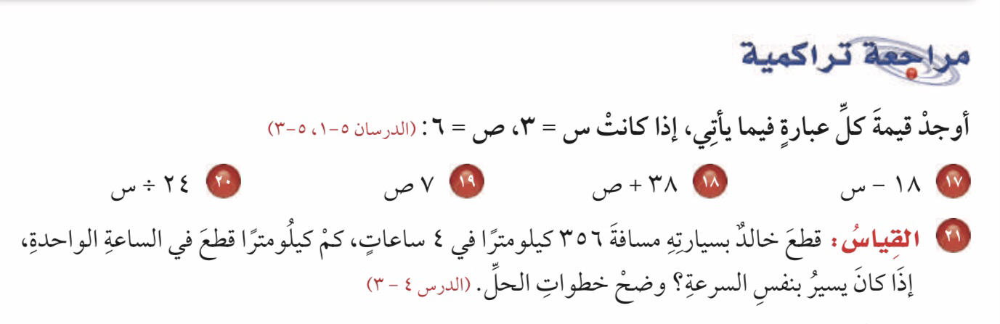 مراجعة تراكمية
أوجدْ قيمةَ كلِّ عبارةٍ فيما يأتِي، إذا كانتْ س = ٣، ص = ٦ : (الدرسان ٥-١، ٥-٣)
١٧ ١٨ - س ١٨ ٣٨ + ص ١٩ ٧ ص ٢٠ ٢٤ ÷ س
٢١ القِياسُ: قطعَ خالدٌ بسيارتِهِ مسافةَ ٣٥٦ كيلومترًا في ٤ ساعاتٍ، كمْ كيلُومترًا قطعَ في الساعةِ الواحدةِ،
إذَا كانَ يسيرُ بنفسِ السرعةِ؟ وضحْ خطواتِ الحلِّ. (الدرس ٤ - ٣)